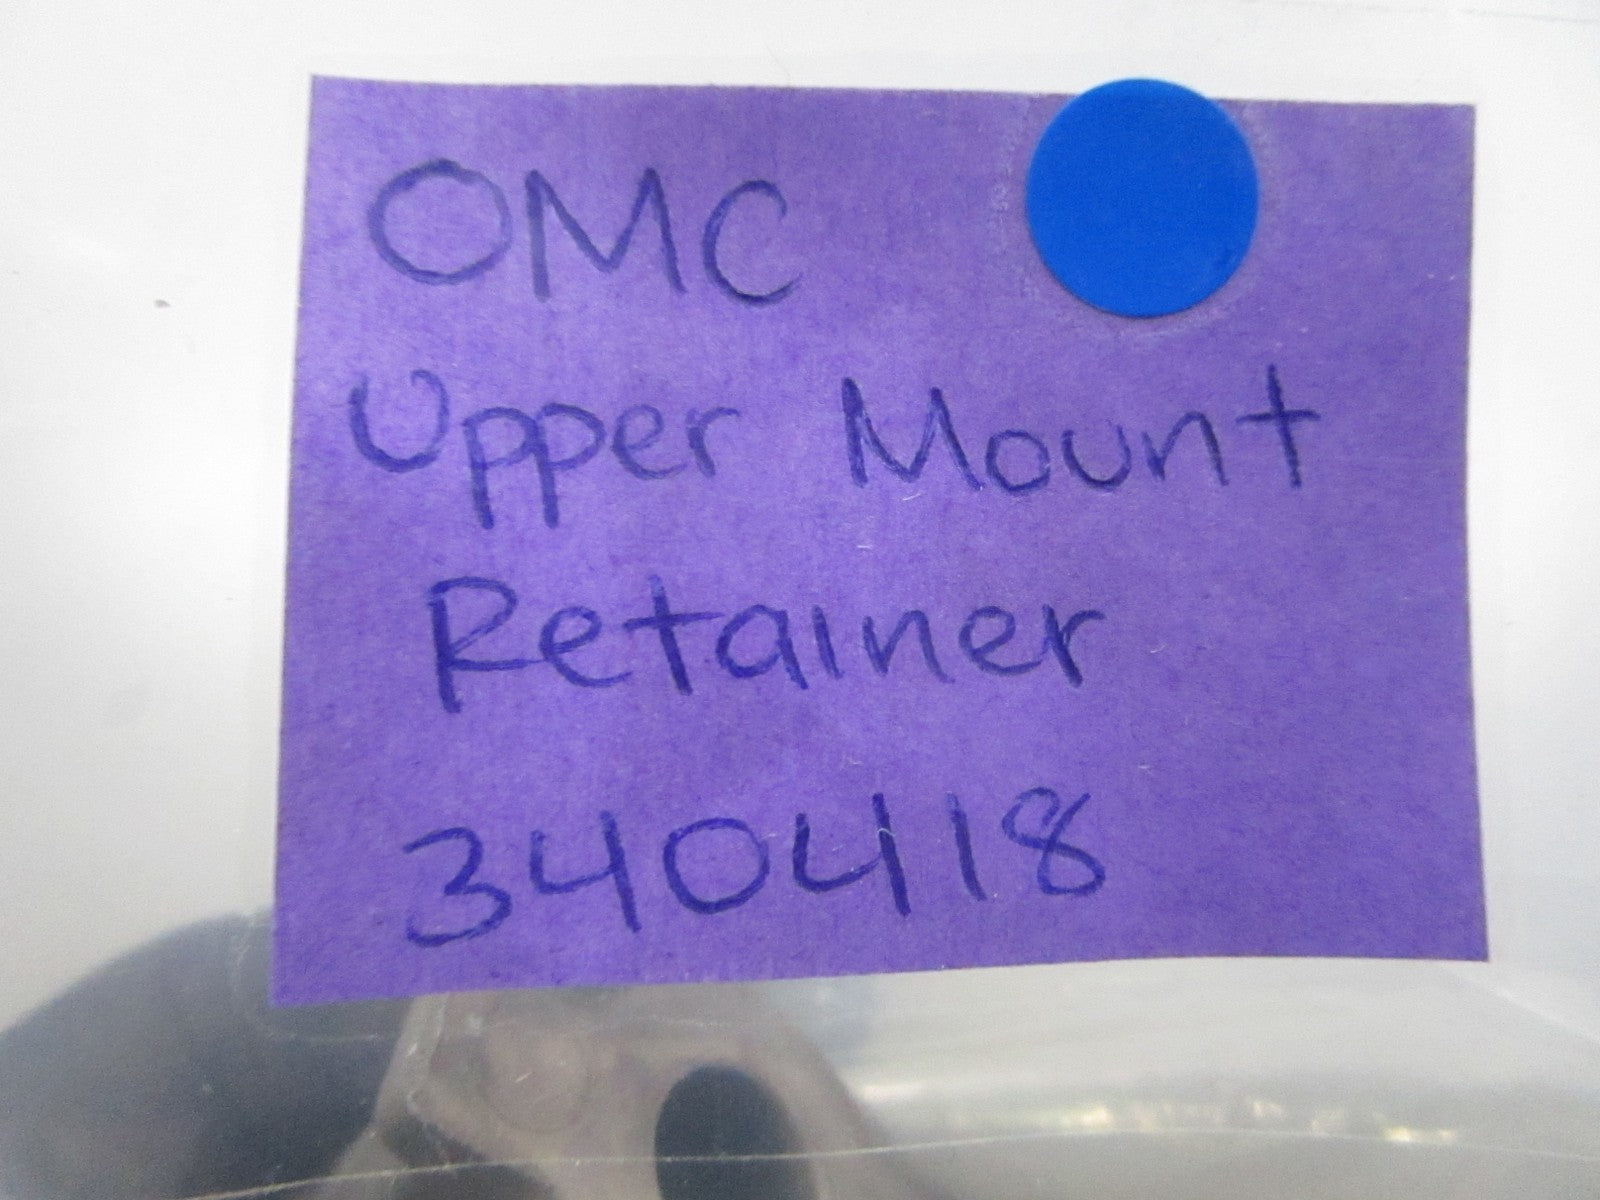 OMC
Upper Mount
Retainer
340418